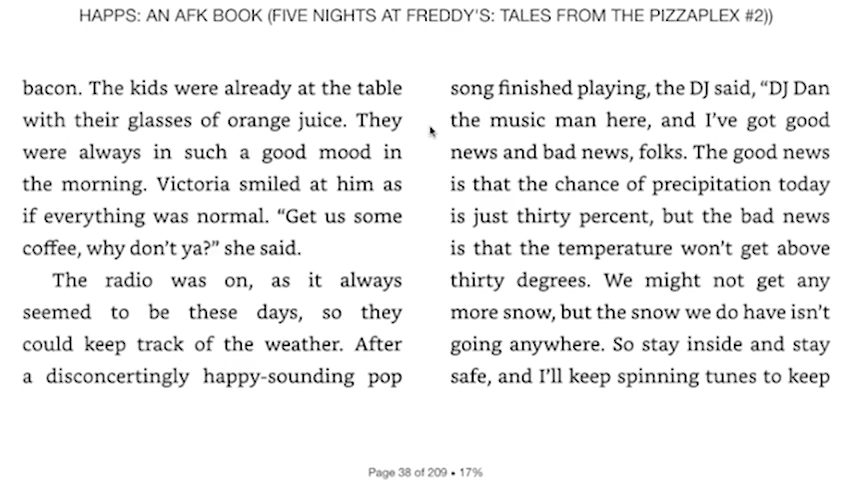 HAPPS: AN AFK BOOK (FIVE NIGHTS AT FREDDY'S: TALES FROM THE PIZZAPLEX #2))
bacon. The kids were already at the table
with their glasses of orange juice. They
were always in such a good mood in
the morning. Victoria smiled at him as
if everything was normal. “Get us some
coffee, why don’t ya?” she said.
The radio was on, as it always
seemed to be these days, so they
could keep track of the weather. After
a disconcertingly happy-sounding pop
song finished playing, the DJ said, “DJ Dan
the music man here, and I’ve got good
news and bad news, folks. The good news
is that the chance of precipitation today
is just thirty percent, but the bad news
is that the temperature won’t get above
thirty degrees. We might not get any
more snow, but the snow we do have isn’t
going anywhere. So stay inside and stay
safe, and I’ll keep spinning tunes to keep
Page 38 of 209 • 17%